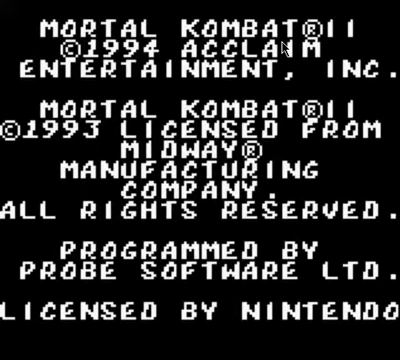 MORTAL KOMBAT®II
©1994 ACCLAIM
ENTERTAINMENT, INC.
MORTAL KOMBAT®II
©1993 LICENSED FROM
MIDWAY®
MANUFACTURING
COMPANY.
ALL RIGHTS RESERVED.
PROGRAMMED BY
PROBE SOFTWARE LTD.
LICENSED BY NINTENDO